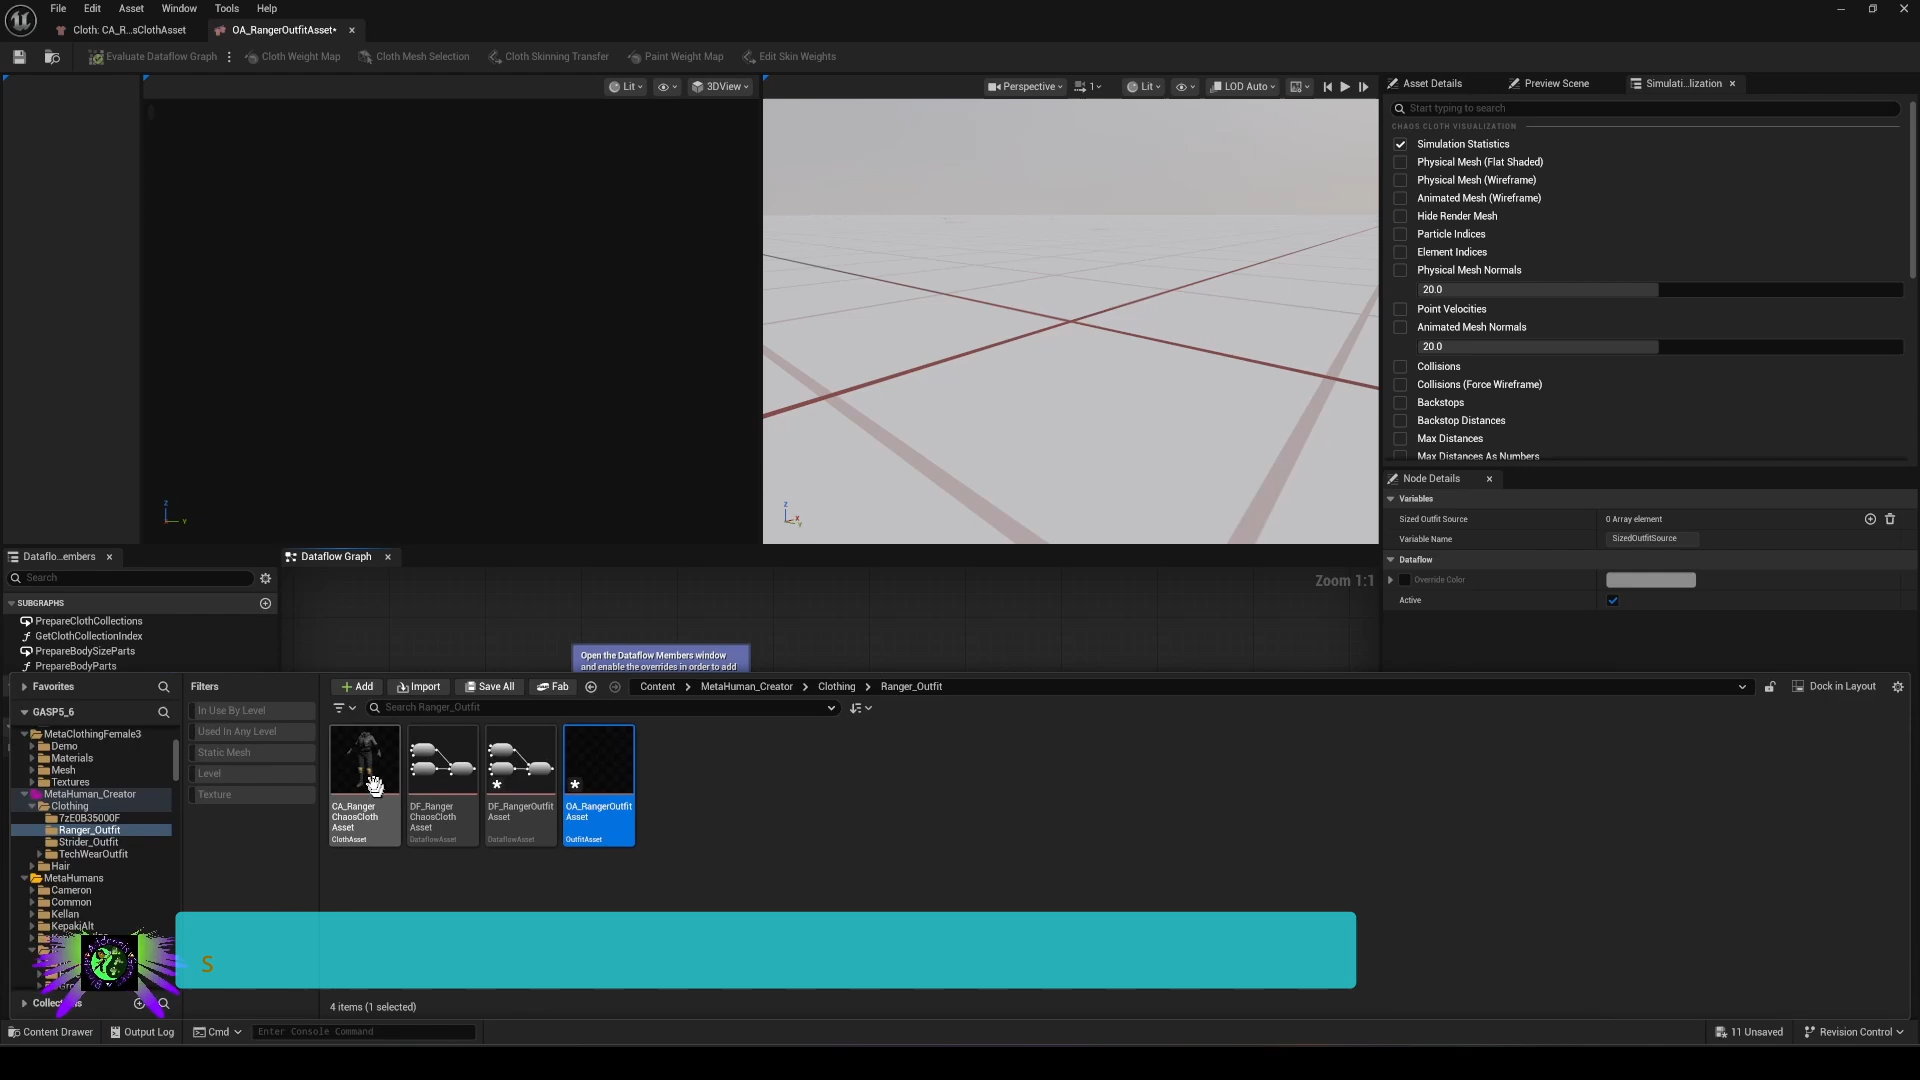 File Edit Asset Window Tools Help
Cloth: CA_R...sClothAsset
OA_RangerOutfitAsset*
Evaluate Dataflow Graph
Cloth Weight Map
Cloth Mesh Selection
Cloth Skinning Transfer
Paint Weight Map
Edit Skin Weights
Lit
3DView
Perspective
1
Lit
LOD Auto
Asset Details
Preview Scene
Simulati...lization
Start typing to search
CHAOS CLOTH VISUALIZATION
Simulation Statistics
Physical Mesh (Flat Shaded)
Physical Mesh (Wireframe)
Animated Mesh (Wireframe)
Hide Render Mesh
Particle Indices
Element Indices
Physical Mesh Normals
20.0
Point Velocities
Animated Mesh Normals
20.0
Collisions
Collisions (Force Wireframe)
Backstops
Backstop Distances
Max Distances
Max Distances As Numbers
Z
Y
Z
X
Y
Node Details
Variables
Sized Outfit Source 0 Array element
Variable Name SizedOutfitSource
Dataflow
Override Color
Active
Dataflo...embers
Search
SUBGRAPHS
PrepareClothCollections
GetClothCollectionIndex
PrepareBodySizeParts
PrepareBodyParts
Dataflow Graph
Zoom 1:1
Open the Dataflow Members window
and enable the overrides in order to add
Favorites
GASP5_6
MetaClothingFemale3
Demo
Materials
Mesh
Textures
MetaHuman_Creator
Clothing
7zE0B35000F
Ranger_Outfit
Strider_Outfit
TechWearOutfit
Hair
MetaHumans
Cameron
Common
Kellan
KepakiAlt
Filters
In Use By Level
Used In Any Level
Static Mesh
Level
Texture
Add
Import
Save All
Fab
Content > MetaHuman_Creator > Clothing > Ranger_Outfit
Dock in Layout
Search Ranger_Outfit
CA_Ranger
ChaosCloth
Asset
ClothAsset
DF_Ranger
ChaosCloth
Asset
DataflowAsset
DF_RangerOutfit
Asset
DataflowAsset
OA_RangerOutfit
Asset
OutfitAsset
S
4 items (1 selected)
Content Drawer
Output Log
Cmd
Enter Console Command
11 Unsaved
Revision Control